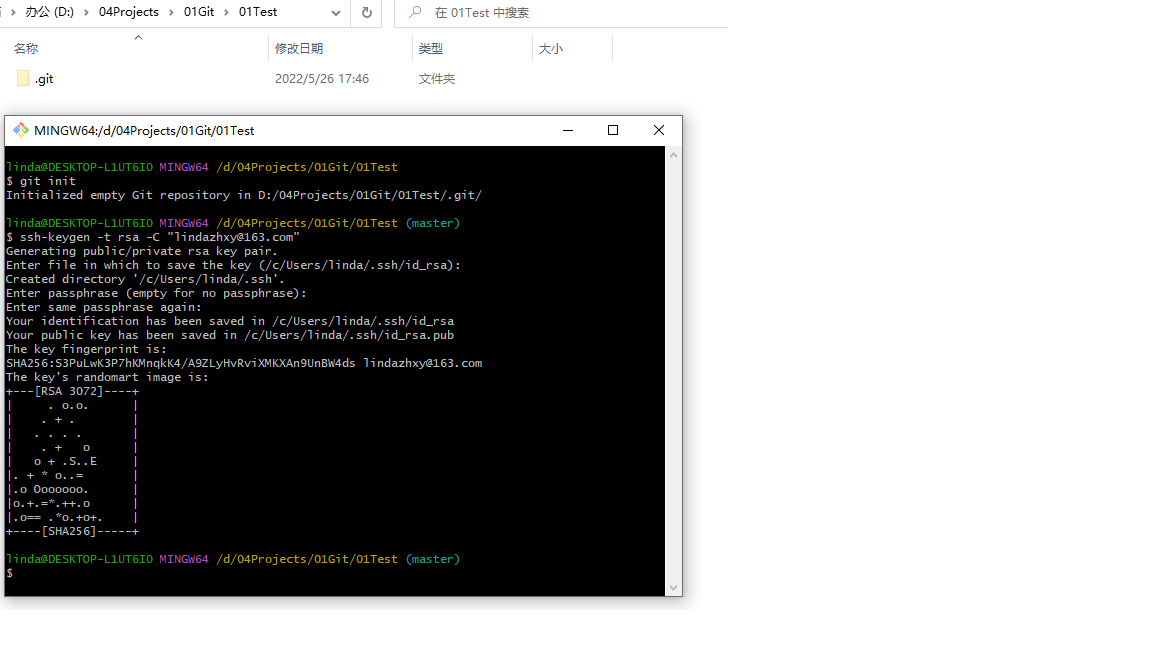 办公 (D:) › 04Projects › 01Git › 01Test
在 01Test 中搜索
名称 修改日期 类型 大小
.git 2022/5/26 17:46 文件夹
MINGW64:/d/04Projects/01Git/01Test
linda@DESKTOP-L1UT6IO MINGW64 /d/04Projects/01Git/01Test
$ git init
Initialized empty Git repository in D:/04Projects/01Git/01Test/.git/
linda@DESKTOP-L1UT6IO MINGW64 /d/04Projects/01Git/01Test (master)
$ ssh-keygen -t rsa -C "lindazhxy@163.com"
Generating public/private rsa key pair.
Enter file in which to save the key (/c/Users/linda/.ssh/id_rsa):
Created directory '/c/Users/linda/.ssh'.
Enter passphrase (empty for no passphrase):
Enter same passphrase again:
Your identification has been saved in /c/Users/linda/.ssh/id_rsa
Your public key has been saved in /c/Users/linda/.ssh/id_rsa.pub
The key fingerprint is:
SHA256:S3PuLwK3P7hKMnqkK4/A9ZLyHvRviXMKXAn9UnBW4ds lindazhxy@163.com
The key's randomart image is:
+---[RSA 3072]----+
|     . o.o.      |
|    . + .        |
|   . . . .       |
|    . +   o      |
|   o + .S..E     |
|. + * o..=       |
|.o Ooooooo.      |
|o.+.=*.++.o      |
|.o== .*o.+o+.    |
+----[SHA256]-----+
linda@DESKTOP-L1UT6IO MINGW64 /d/04Projects/01Git/01Test (master)
$